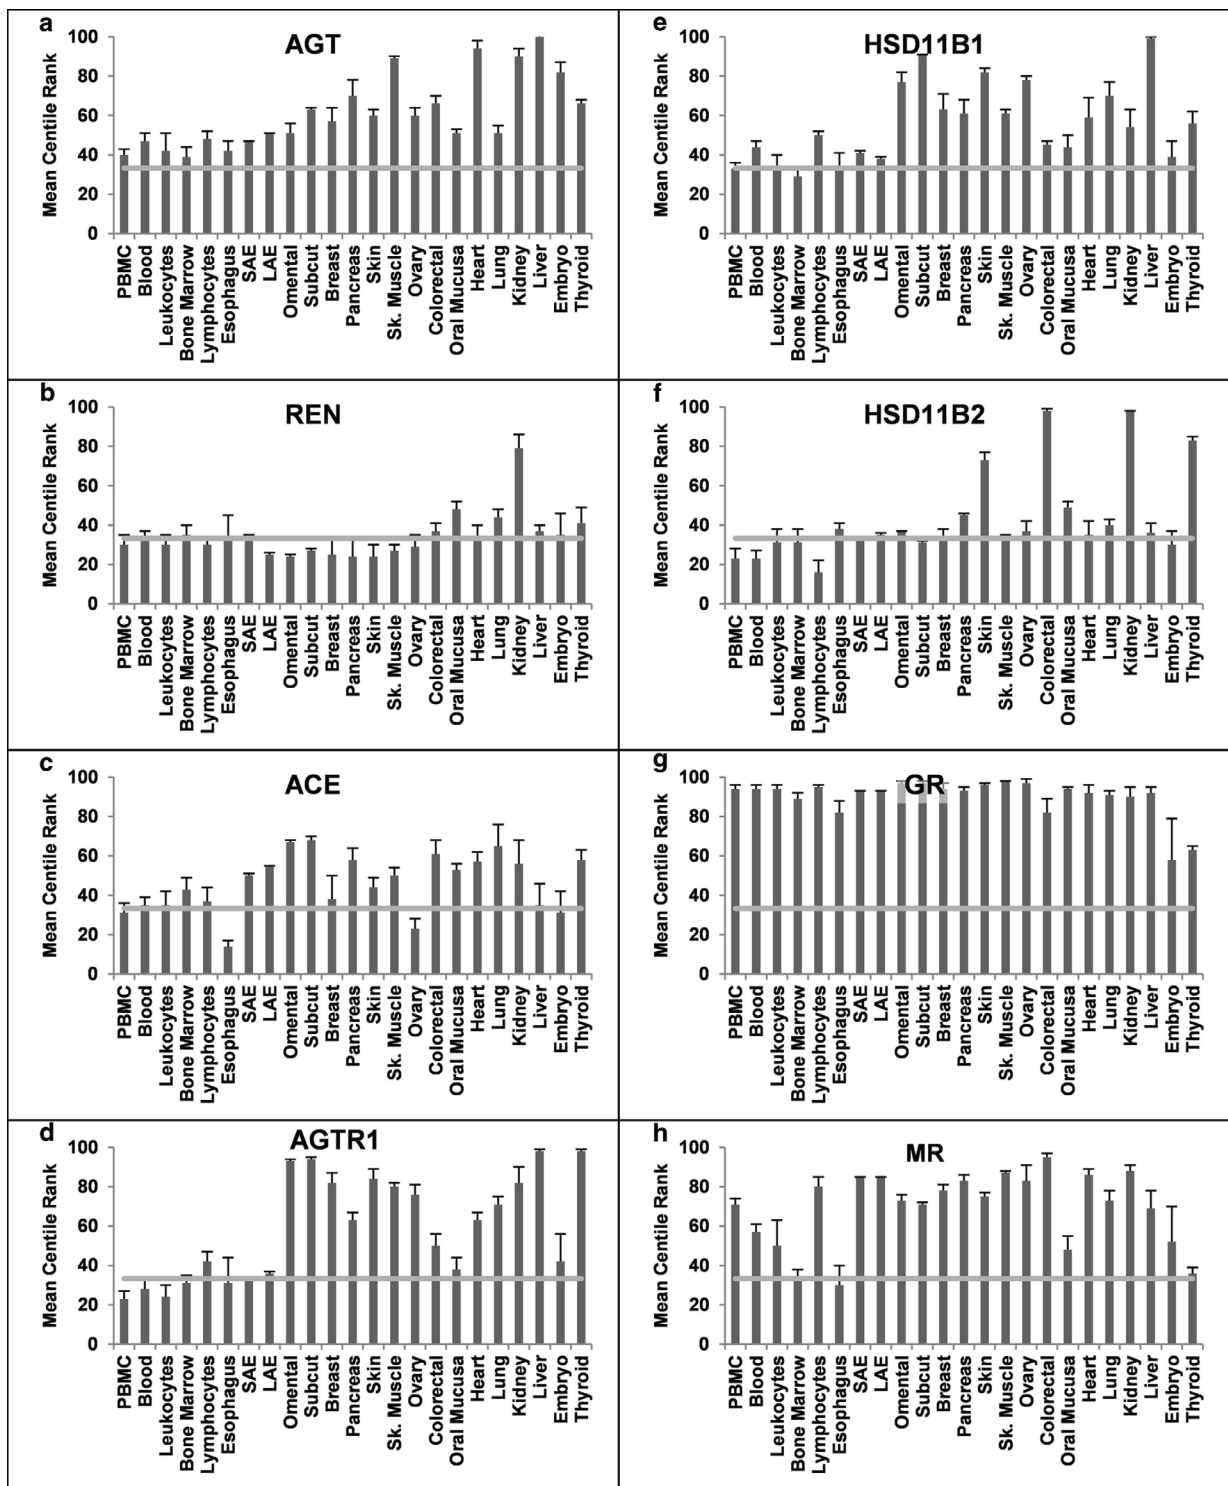 a
AGT
Mean Centile Rank
100
80
60
40
20
0
PBMC
Blood
Leukocytes
Bone Marrow
Lymphocytes
Esophagus
SAE
LAE
Omental
Subcut
Breast
Pancreas
Skin
Sk. Muscle
Ovary
Colorectal
Oral Mucusa
Heart
Lung
Kidney
Liver
Embryo
Thyroid
e
HSD11B1
Mean Centile Rank
100
80
60
40
20
0
PBMC
Blood
Leukocytes
Bone Marrow
Lymphocytes
Esophagus
SAE
LAE
Omental
Subcut
Breast
Pancreas
Skin
Sk. Muscle
Ovary
Colorectal
Oral Mucusa
Heart
Lung
Kidney
Liver
Embryo
Thyroid
b
REN
Mean Centile Rank
100
80
60
40
20
0
PBMC
Blood
Leukocytes
Bone Marrow
Lymphocytes
Esophagus
SAE
LAE
Omental
Subcut
Breast
Pancreas
Skin
Sk. Muscle
Ovary
Colorectal
Oral Mucusa
Heart
Lung
Kidney
Liver
Embryo
Thyroid
f
HSD11B2
Mean Centile Rank
100
80
60
40
20
0
PBMC
Blood
Leukocytes
Bone Marrow
Lymphocytes
Esophagus
SAE
LAE
Omental
Subcut
Breast
Pancreas
Skin
Sk. Muscle
Ovary
Colorectal
Oral Mucusa
Heart
Lung
Kidney
Liver
Embryo
Thyroid
c
ACE
Mean Centile Rank
100
80
60
40
20
0
PBMC
Blood
Leukocytes
Bone Marrow
Lymphocytes
Esophagus
SAE
LAE
Omental
Subcut
Breast
Pancreas
Skin
Sk. Muscle
Ovary
Colorectal
Oral Mucusa
Heart
Lung
Kidney
Liver
Embryo
Thyroid
g
GR
Mean Centile Rank
100
80
60
40
20
0
PBMC
Blood
Leukocytes
Bone Marrow
Lymphocytes
Esophagus
SAE
LAE
Omental
Subcut
Breast
Pancreas
Skin
Sk. Muscle
Ovary
Colorectal
Oral Mucusa
Heart
Lung
Kidney
Liver
Embryo
Thyroid
d
AGTR1
Mean Centile Rank
100
80
60
40
20
0
PBMC
Blood
Leukocytes
Bone Marrow
Lymphocytes
Esophagus
SAE
LAE
Omental
Subcut
Breast
Pancreas
Skin
Sk. Muscle
Ovary
Colorectal
Oral Mucusa
Heart
Lung
Kidney
Liver
Embryo
Thyroid
h
MR
Mean Centile Rank
100
80
60
40
20
0
PBMC
Blood
Leukocytes
Bone Marrow
Lymphocytes
Esophagus
SAE
LAE
Omental
Subcut
Breast
Pancreas
Skin
Sk. Muscle
Ovary
Colorectal
Oral Mucusa
Heart
Lung
Kidney
Liver
Embryo
Thyroid